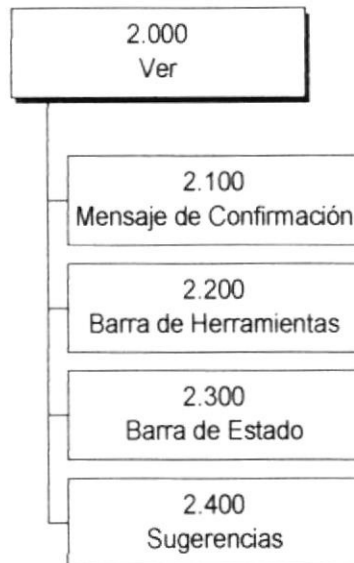 2.000
Ver
2.100
Mensaje de Confirmación
2.200
Barra de Herramientas
2.300
Barra de Estado
2.400
Sugerencias